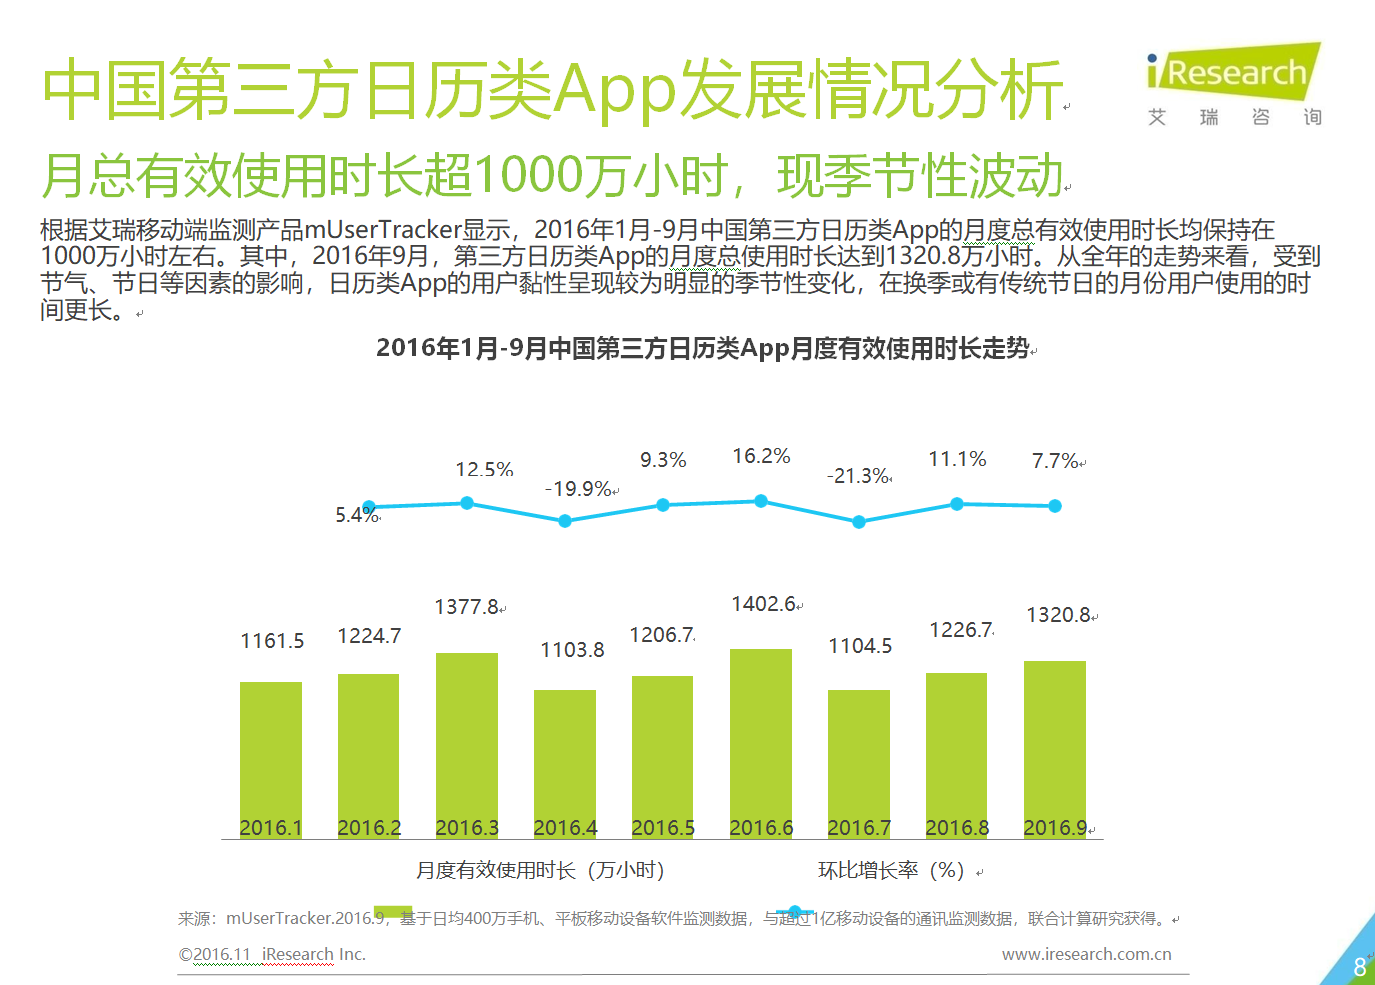 中国第三方日历类App发展情况分析
iResearch
艾瑞咨询
月总有效使用时长超1000万小时，现季节性波动
根据艾瑞移动端监测产品mUserTracker显示，2016年1月-9月中国第三方日历类App的月度总有效使用时长均保持在
1000万小时左右。其中，2016年9月，第三方日历类App的月度总使用时长达到1320.8万小时。从全年的走势来看，受到
节气、节日等因素的影响，日历类App的用户黏性呈现较为明显的季节性变化，在换季或有传统节日的月份用户使用的时
间更长。
2016年1月-9月中国第三方日历类App月度有效使用时长走势
5.4% 12.5% -19.9% 9.3% 16.2% -21.3% 11.1% 7.7%
1161.5 1224.7 1377.8 1103.8 1206.7 1402.6 1104.5 1226.7 1320.8
2016.1 2016.2 2016.3 2016.4 2016.5 2016.6 2016.7 2016.8 2016.9
月度有效使用时长（万小时） 环比增长率（%）
来源：mUserTracker.2016.9，基于日均400万手机、平板移动设备软件监测数据，与超过1亿移动设备的通讯监测数据，联合计算研究获得。
©2016.11 iResearch Inc. www.iresearch.com.cn
8